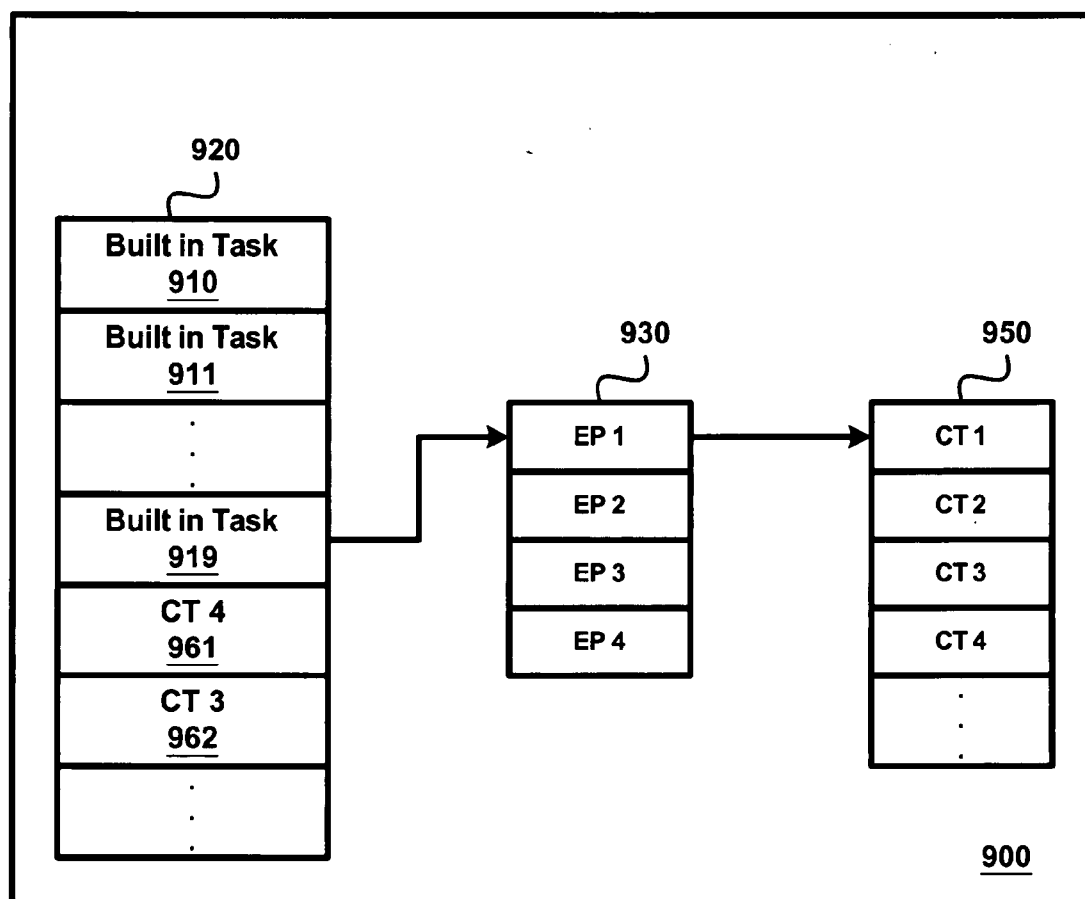 920
Built in Task
910
Built in Task
911
.
.
.
Built in Task
919
CT 4
961
CT 3
962
.
.
.
930
EP 1
EP 2
EP 3
EP 4
950
CT 1
CT 2
CT 3
CT 4
.
.
.
900